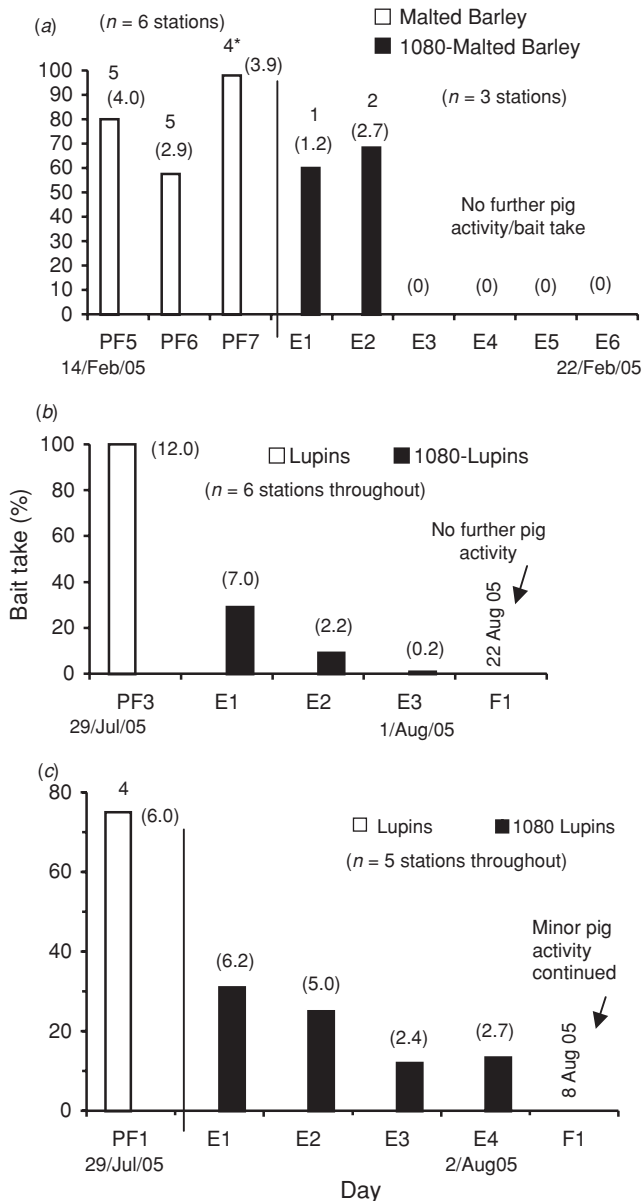 (a)
(n = 6 stations)
Malted Barley
1080-Malted Barley
4*
5
(4.0)
5
(2.9)
(3.9)
1
(1.2)
2
(2.7)
(n = 3 stations)
No further pig
activity/bait take
(0)
(0)
(0)
(0)
100
90
80
70
60
50
40
30
20
10
0
PF5
PF6
PF7
E1
E2
E3
E4
E5
E6
14/Feb/05
22/Feb/05
(b)
100
80
60
40
20
0
(12.0)
Lupins
1080-Lupins
(n = 6 stations throughout)
(7.0)
(2.2)
(0.2)
No further pig
activity
22 Aug 05
Bait take (%)
PF3
E1
E2
E3
F1
29/Jul/05
1/Aug/05
(c)
4
(6.0)
80
60
40
20
0
Lupins
1080 Lupins
(n = 5 stations throughout)
(6.2)
(5.0)
(2.4)
(2.7)
Minor pig
activity
continued
8 Aug 05
PF1
E1
E2
E3
E4
F1
29/Jul/05
2/Aug05
Day